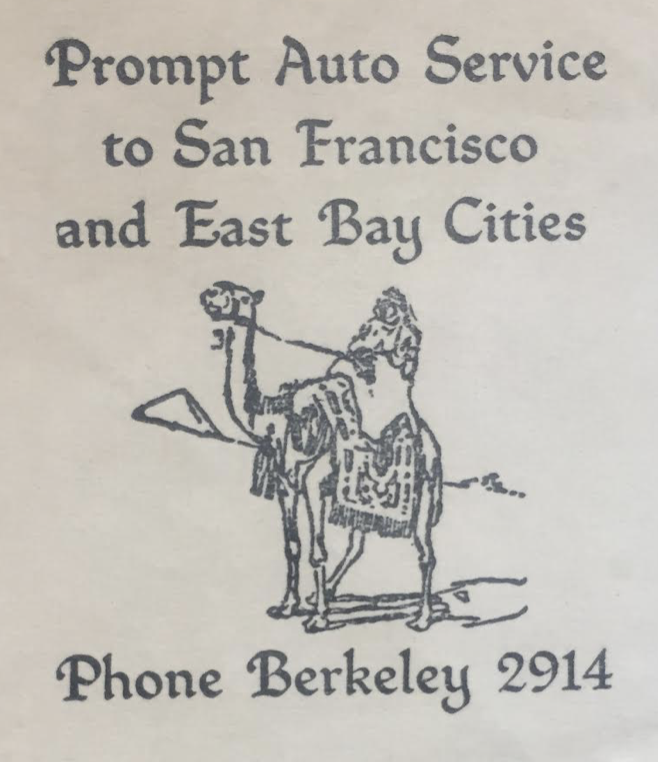 Prompt Auto Service
to San Francisco
and East Bay Cities
Phone Berkeley 2914